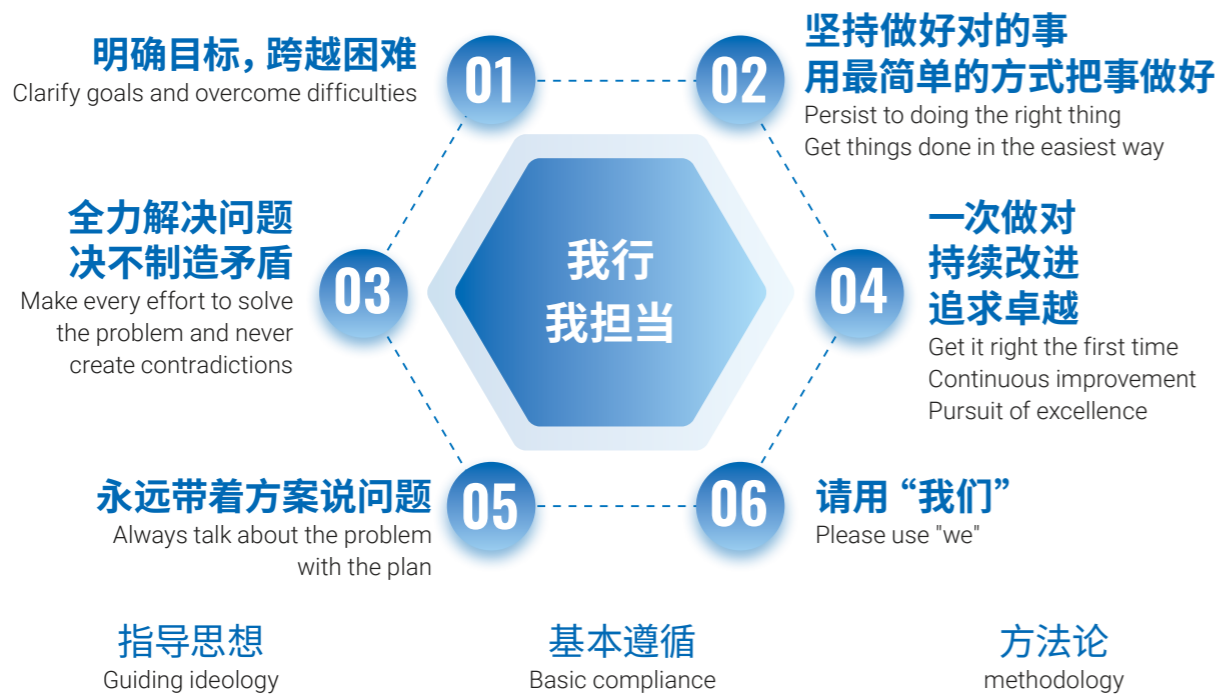 01
明确目标，跨越困难
Clarify goals and overcome difficulties
02
坚持做好对的事
用最简单的方式把事做好
Persist to doing the right thing
Get things done in the easiest way
03
全力解决问题
决不制造矛盾
Make every effort to solve
the problem and never
create contradictions
我行
我担当
04
一次做对
持续改进
追求卓越
Get it right the first time
Continuous improvement
Pursuit of excellence
05
永远带着方案说问题
Always talk about the problem
with the plan
06
请用“我们”
Please use "we"
指导思想
Guiding ideology
基本遵循
Basic compliance
方法论
methodology